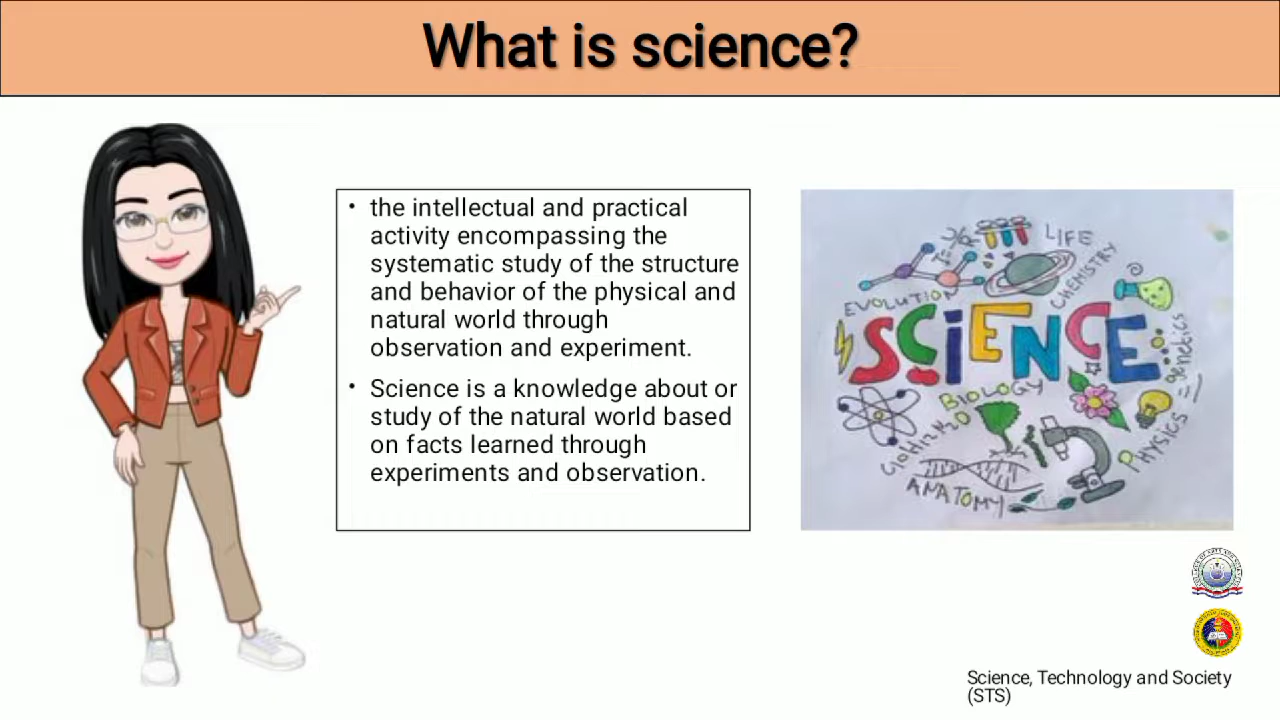 What is science?
• the intellectual and practical
activity encompassing the
systematic study of the structure
and behavior of the physical and
natural world through
observation and experiment.
• Science is a knowledge about or
study of the natural world based
on facts learned through
experiments and observation.
LIFE
CHEMISTRY
EVOLUTION
SCiENCE
genetics
BIOLOGY
PHYSICS
ANATOMY
Science, Technology and Society
(STS)